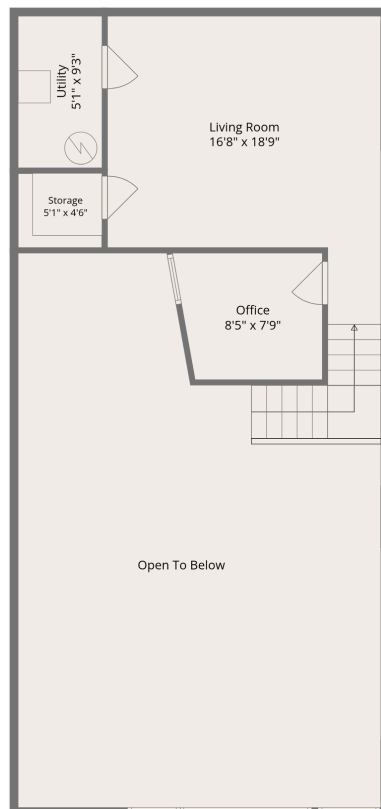 Utility
5'1" x 9'3"
Living Room
16'8" x 18'9"
Storage
5'1" x 4'6"
Office
8'5" x 7'9"
Open To Below